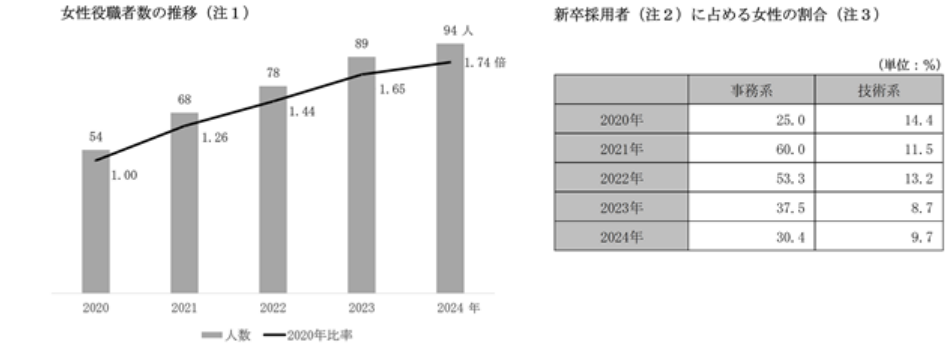 女性役職者数の推移（注１）
94 人
89
1.74 倍
78
1.65
68
1.44
54
1.26
1.00
2020 2021 2022 2023 2024 年
人数 2020年比率
新卒採用者（注２）に占める女性の割合（注３）
（単位：%）
事務系 技術系
2020年 25.0 14.4
2021年 60.0 11.5
2022年 53.3 13.2
2023年 37.5 8.7
2024年 30.4 9.7